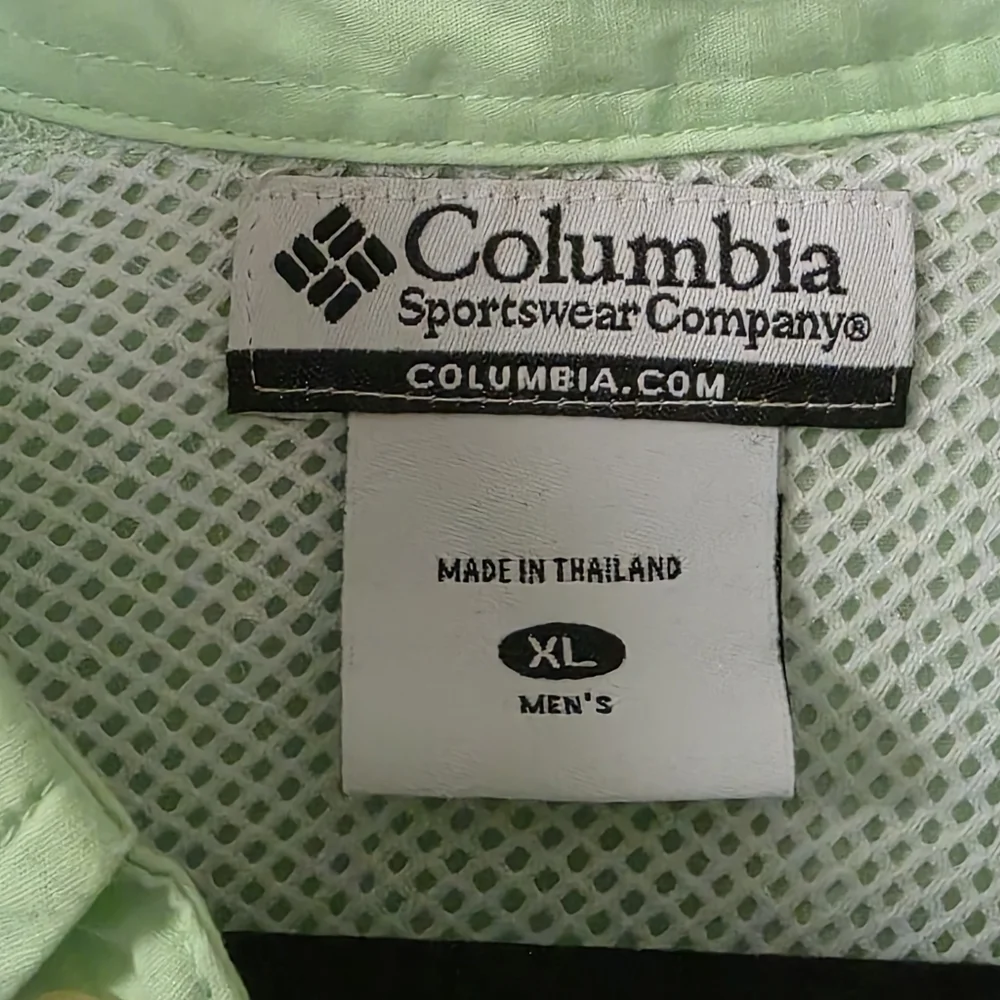 Columbia
Sportswear Company®
COLUMBIA.COM
MADE IN THAILAND
XL
MEN'S